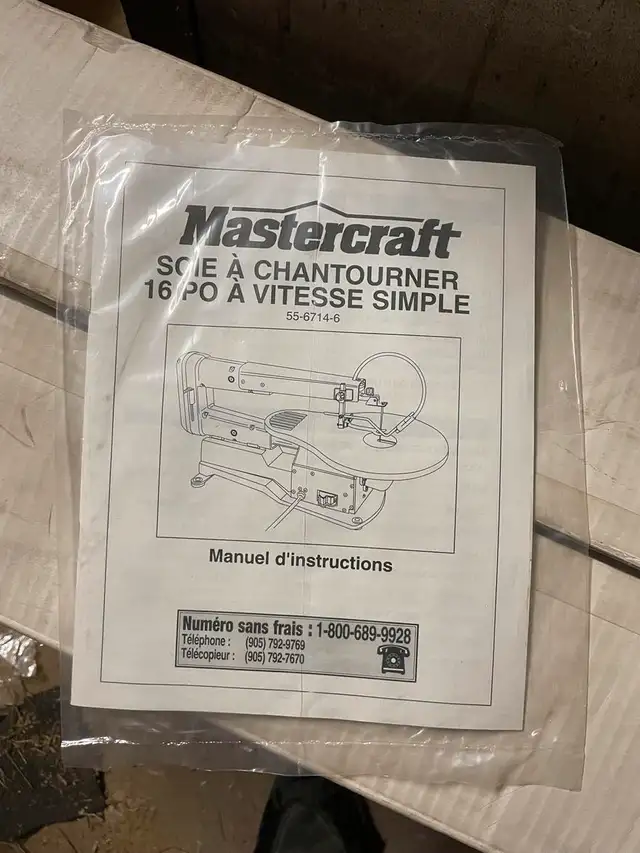 Mastercraft
SCIE À CHANTOURNER
16 PO À VITESSE SIMPLE
55-6714-6
Manuel d'instructions
Numéro sans frais : 1-800-689-9928
Téléphone : (905) 792-9769
Télécopieur : (905) 792-7670